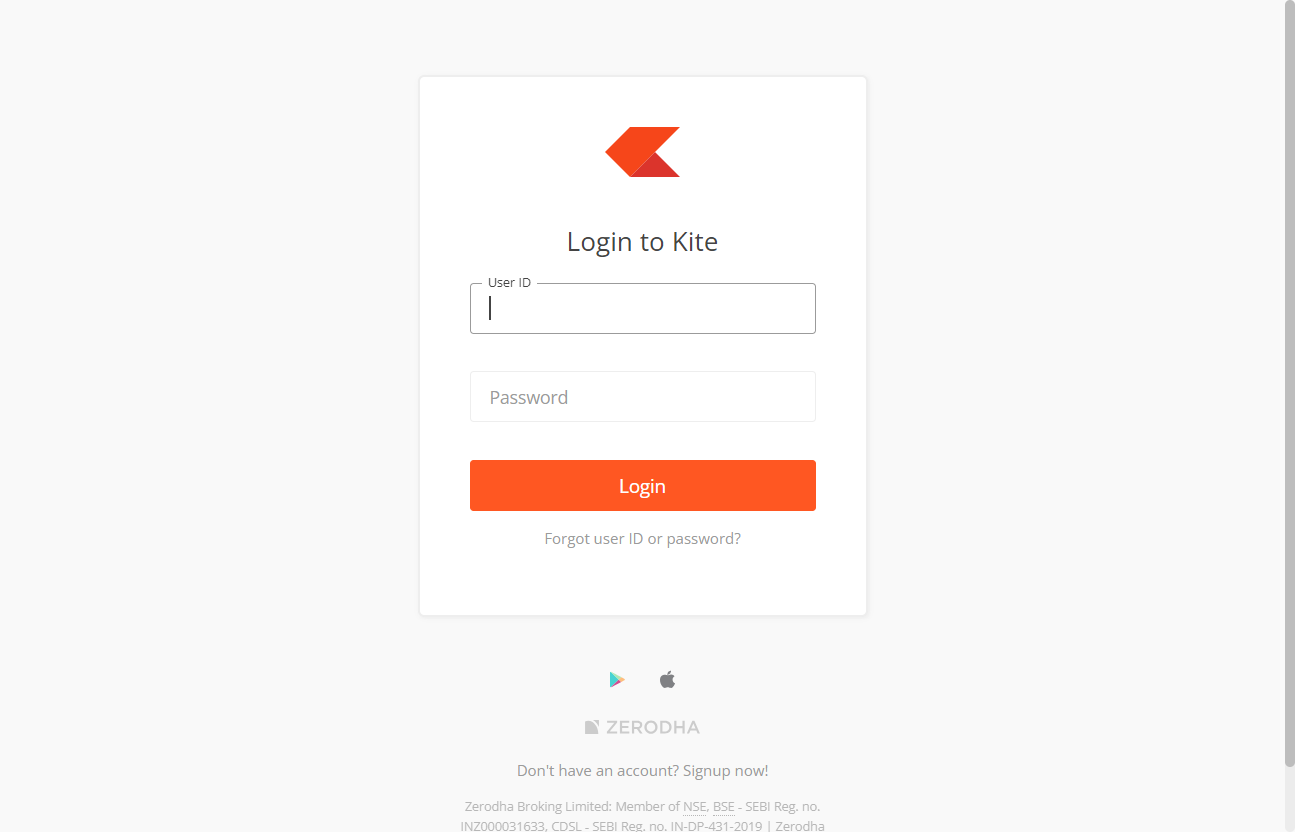 Login to Kite
User ID
Password
Login
Forgot user ID or password?
ZERODHA
Don't have an account? Signup now!
Zerodha Broking Limited: Member of NSE, BSE - SEBI Reg. no.
INZ000031633, CDSL - SEBI Reg. no. IN-DP-431-2019 | Zerodha